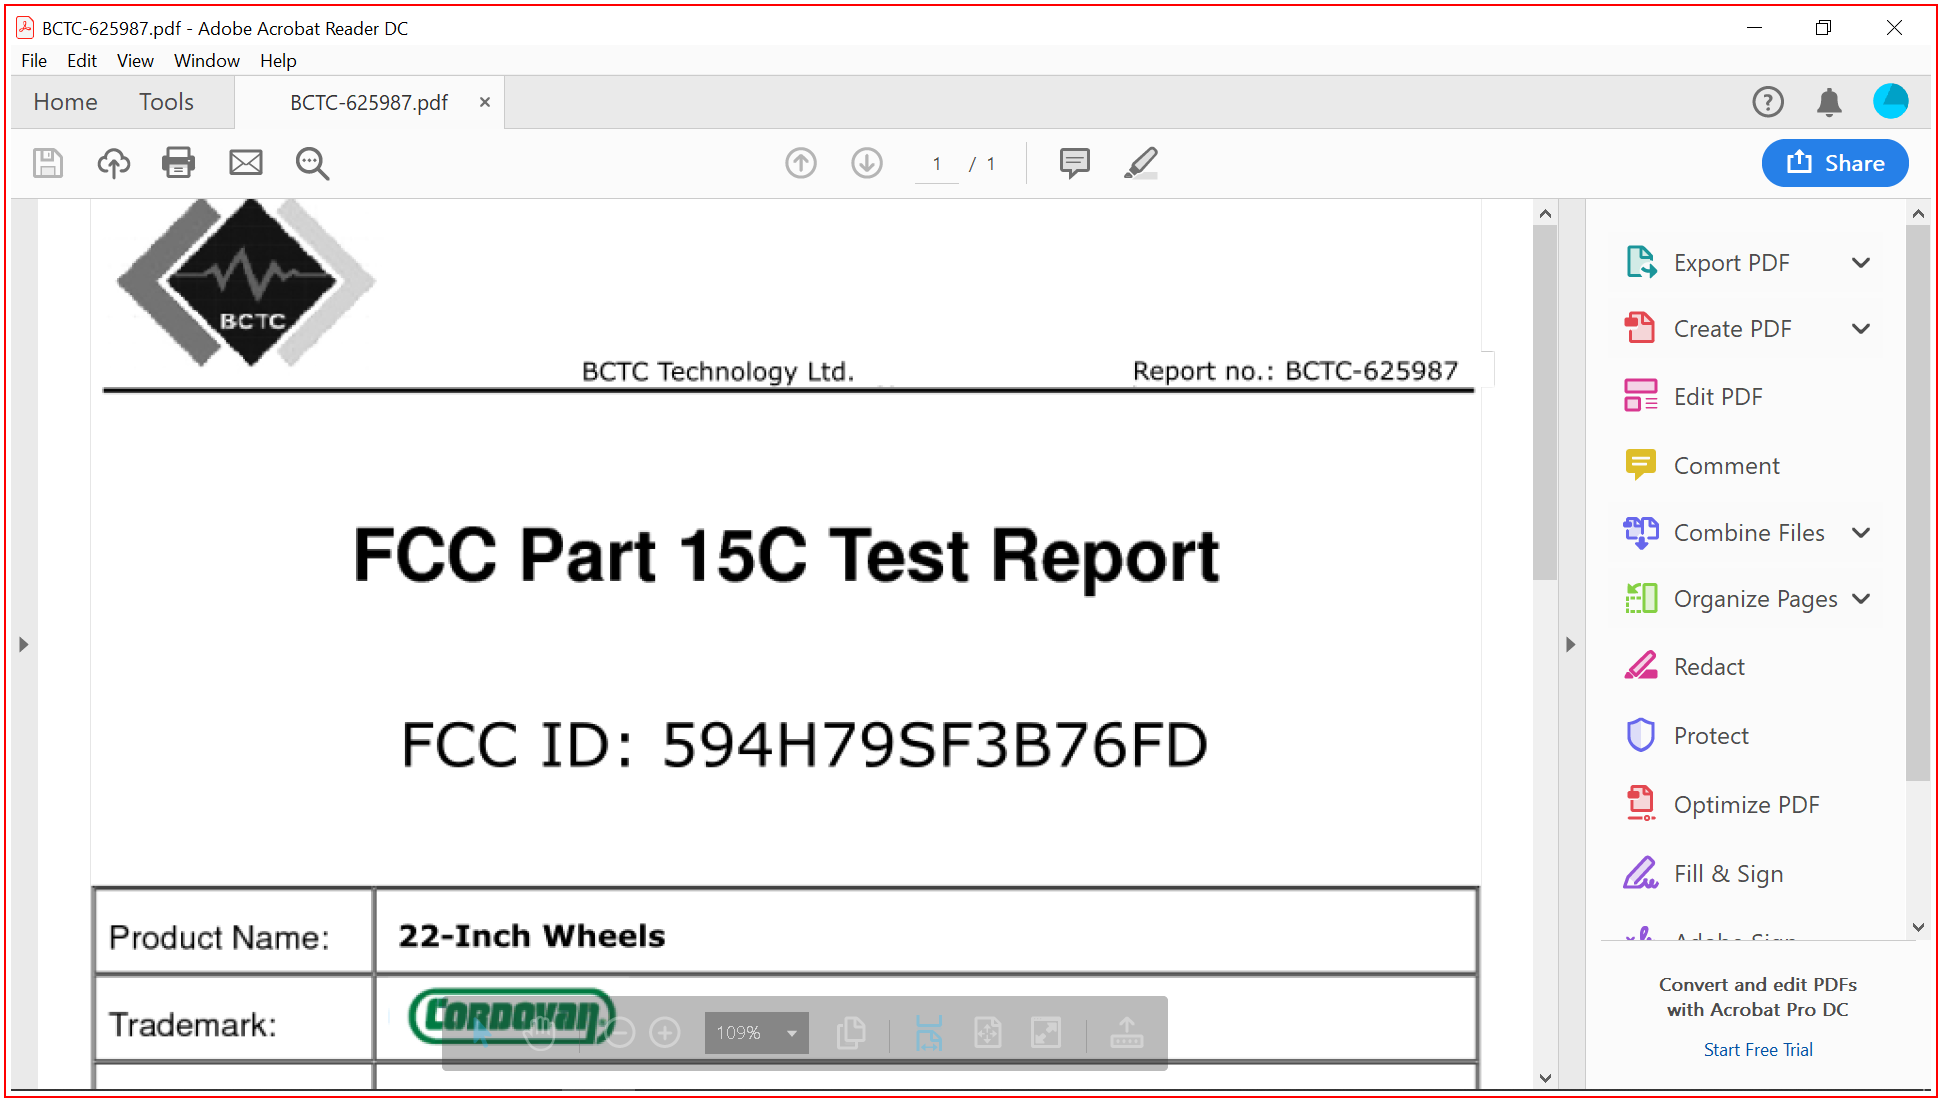 BCTC-625987.pdf - Adobe Acrobat Reader DC
File Edit View Window Help
Home Tools BCTC-625987.pdf ×
1 / 1
Share
BCTC
BCTC Technology Ltd. Report no.: BCTC-625987
FCC Part 15C Test Report
FCC ID: 594H79SF3B76FD
Product Name: 22-Inch Wheels
Trademark: CORDOVAN
109%
Export PDF
Create PDF
Edit PDF
Comment
Combine Files
Organize Pages
Redact
Protect
Optimize PDF
Fill & Sign
Adobe Sign
Convert and edit PDFs
with Acrobat Pro DC
Start Free Trial